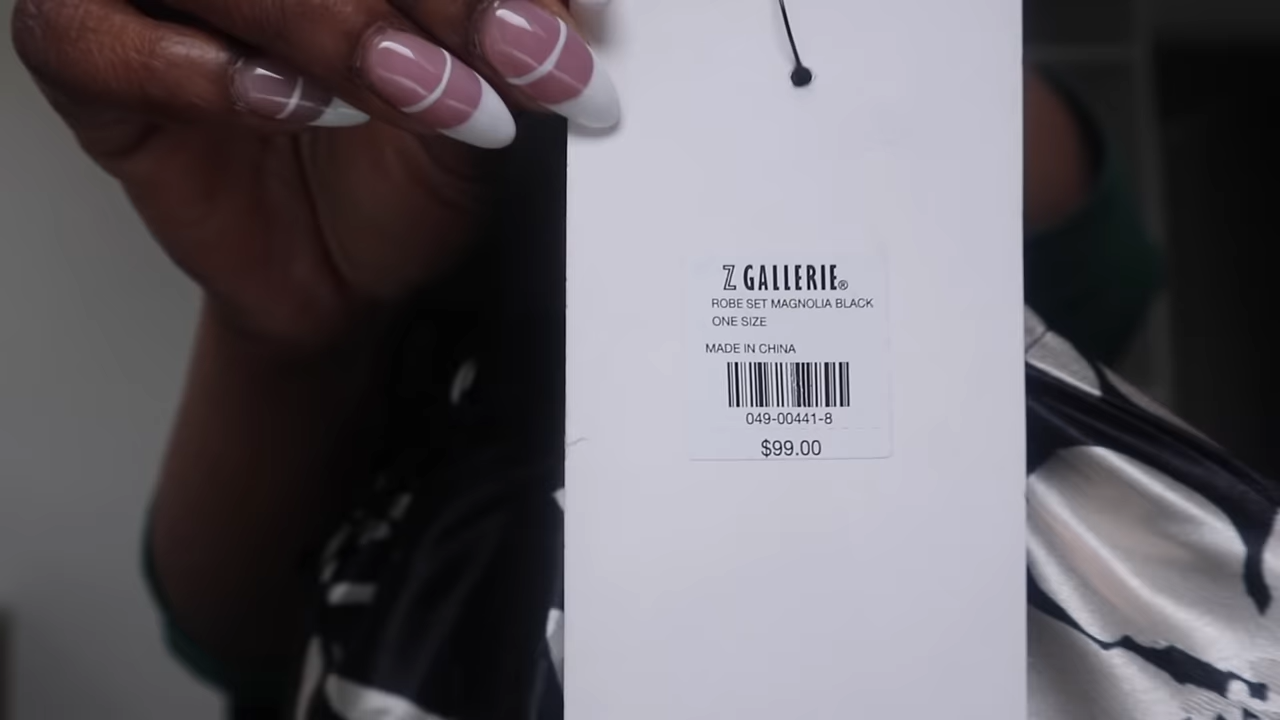 Z GALLERIE®
ROBE SET MAGNOLIA BLACK
ONE SIZE
MADE IN CHINA
049-00441-8
$99.00